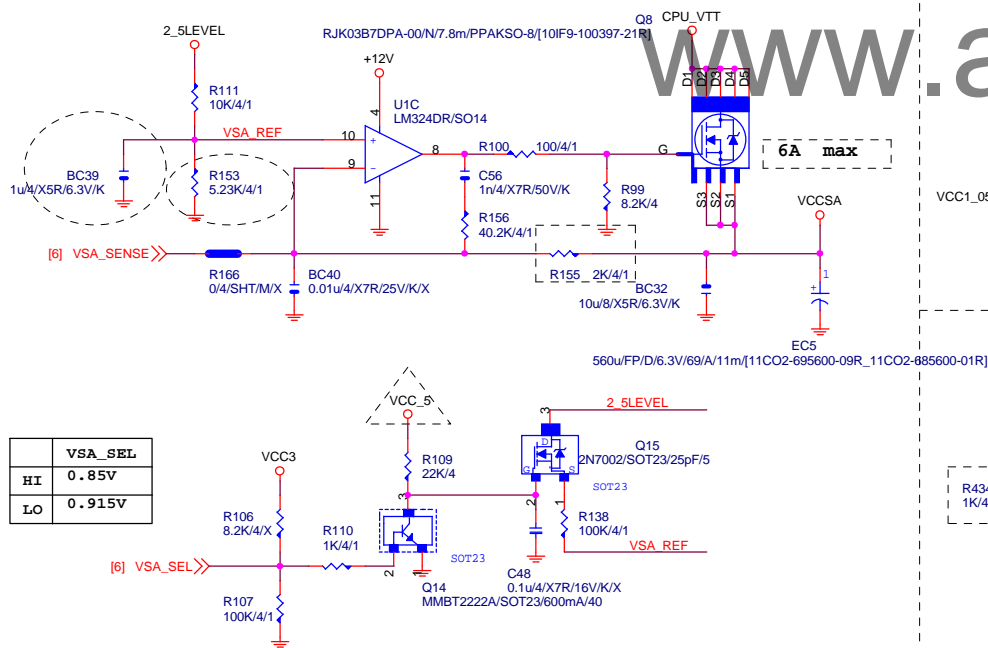 Q8
CPU_VTT
www.a
RJK03B7DPA-00/N/7.8m/PPAKSO-8/[10IF9-100397-21R]
2_5LEVEL
+12V
D1
D2
D3
D4
D5
R111
10K/4/1
4
U1C
LM324DR/SO14
VSA_REF
10
+
9
-
8
11
R100
100/4/1
G
6A max
BC39
1u/4/X5R/6.3V/K
R153
5.23K/4/1
C56
1n/4/X7R/50V/K
R99
8.2K/4
S3
S2
S1
VCCSA
VCC1_05
R156
40.2K/4/1
[6] VSA_SENSE
R166
0/4/SHT/M/X
BC40
0.01u/4/X7R/25V/K/X
R155 2K/4/1
BC32
10u/8/X5R/6.3V/K
1
+
EC5
560u/FP/D/6.3V/69/A/11m/[11CO2-695600-09R_11CO2-685600-01R]
VCC_5
2_5LEVEL
3
D
G
S
Q15
2N7002/SOT23/25pF/5
SOT23
VSA_SEL
HI 0.85V
LO 0.915V
VCC3
R109
22K/4
3
2
1
R106
8.2K/4/X
R110
1K/4/1
R138
100K/4/1
SOT23
VSA_REF
[6] VSA_SEL
2
1
Q14
MMBT2222A/SOT23/600mA/40
C48
0.1u/4/X7R/16V/K/X
R107
100K/4/1
R434
1K/4